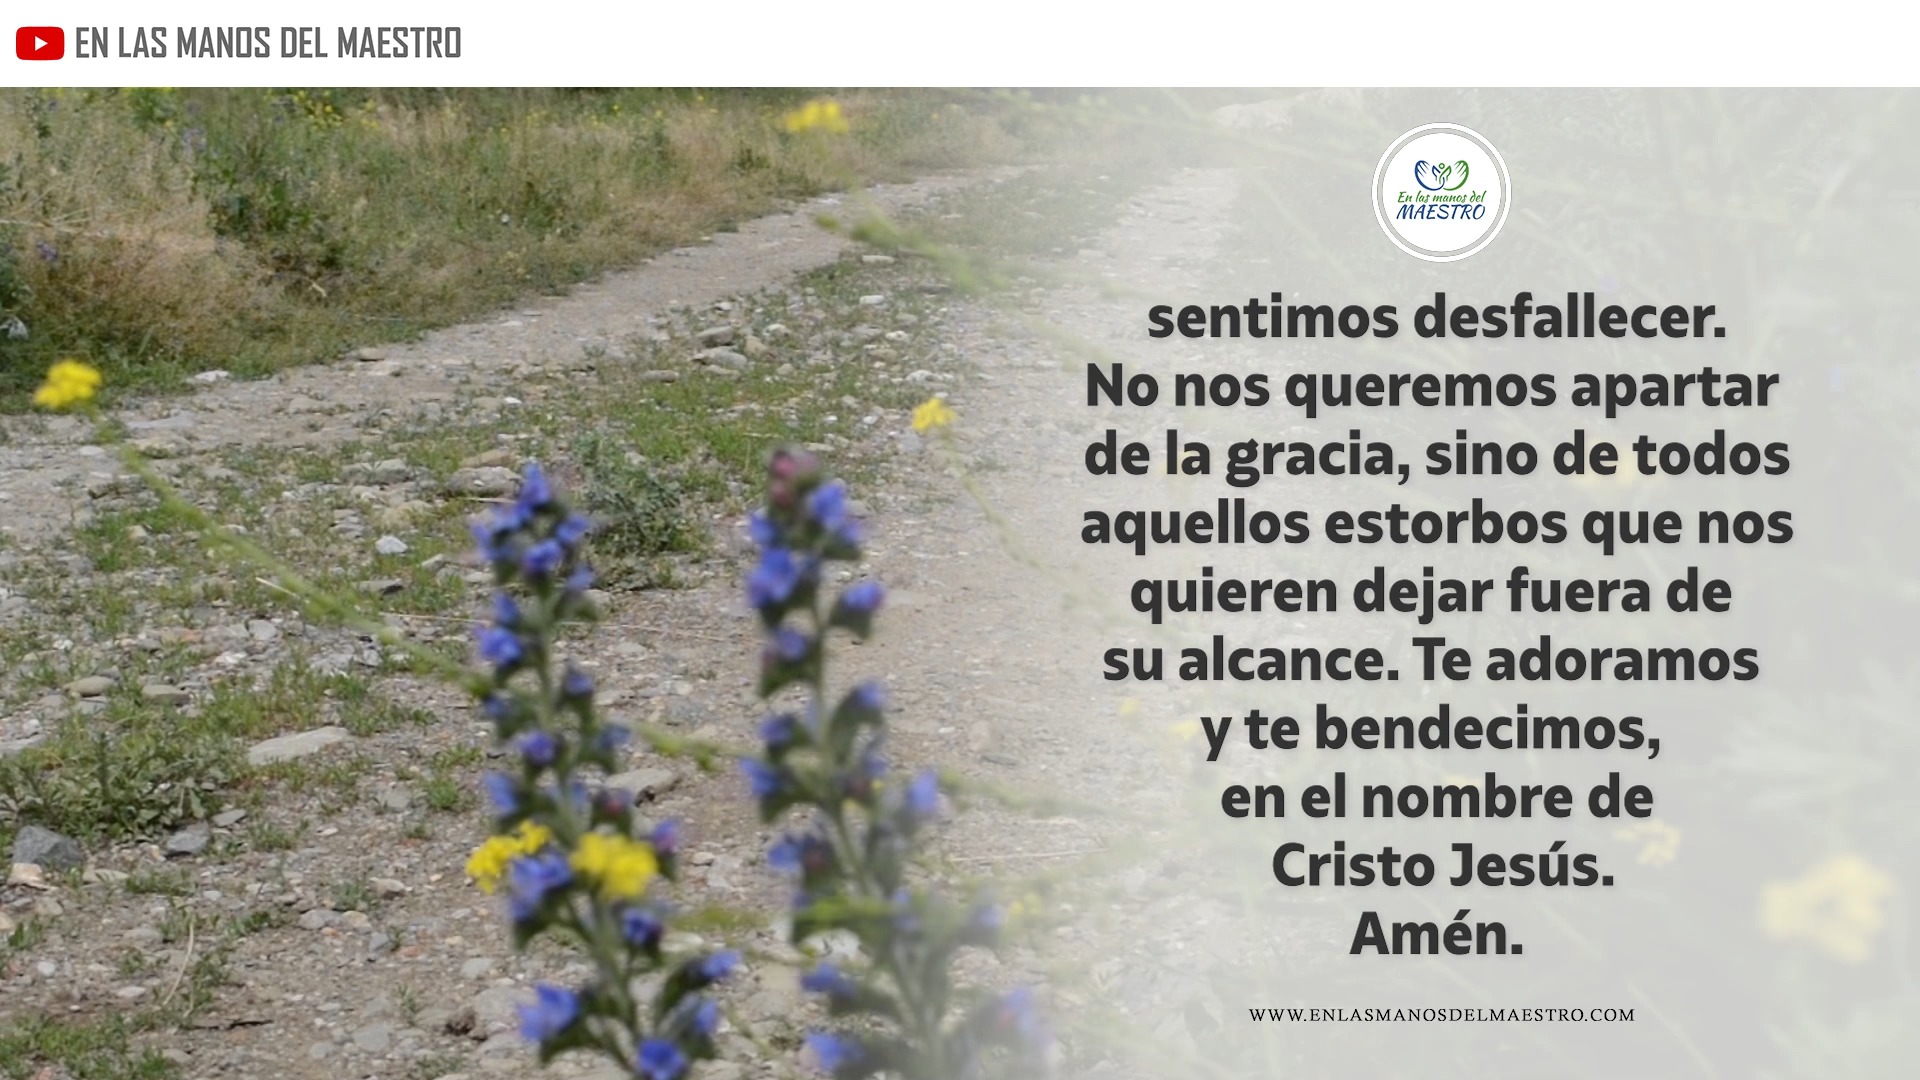 EN LAS MANOS DEL MAESTRO
En las manos del
MAESTRO
sentimos desfallecer.
No nos queremos apartar
de la gracia, sino de todos
aquellos estorbos que nos
quieren dejar fuera de
su alcance. Te adoramos
y te bendecimos,
en el nombre de
Cristo Jesús.
Amén.
WWW.ENLASMANOSDELMAESTRO.COM